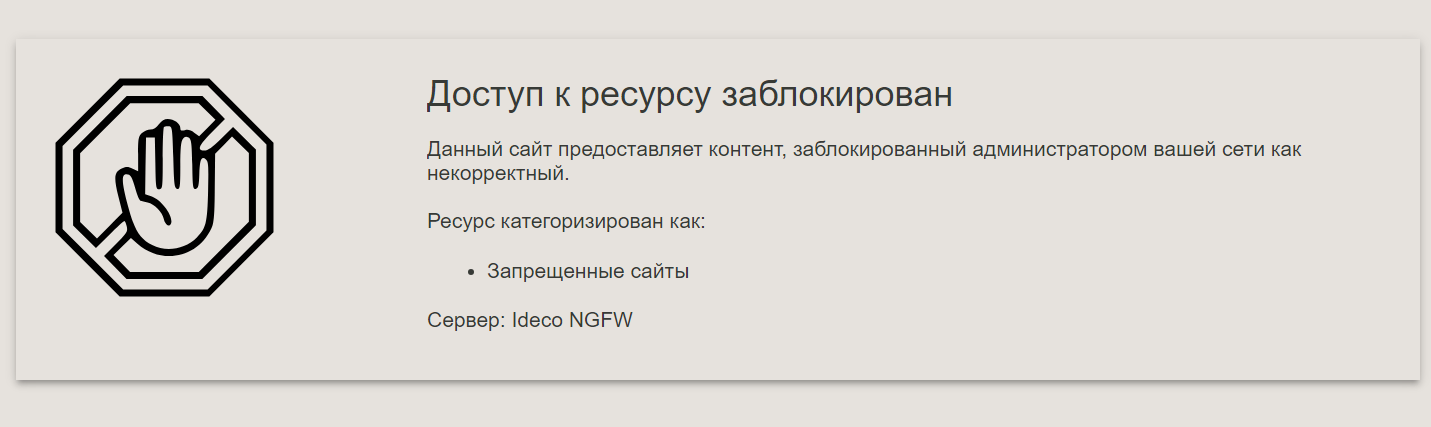 Доступ к ресурсу заблокирован
Данный сайт предоставляет контент, заблокированный администратором вашей сети как
некорректный.
Ресурс категоризирован как:
• Запрещенные сайты
Сервер: Ideco NGFW